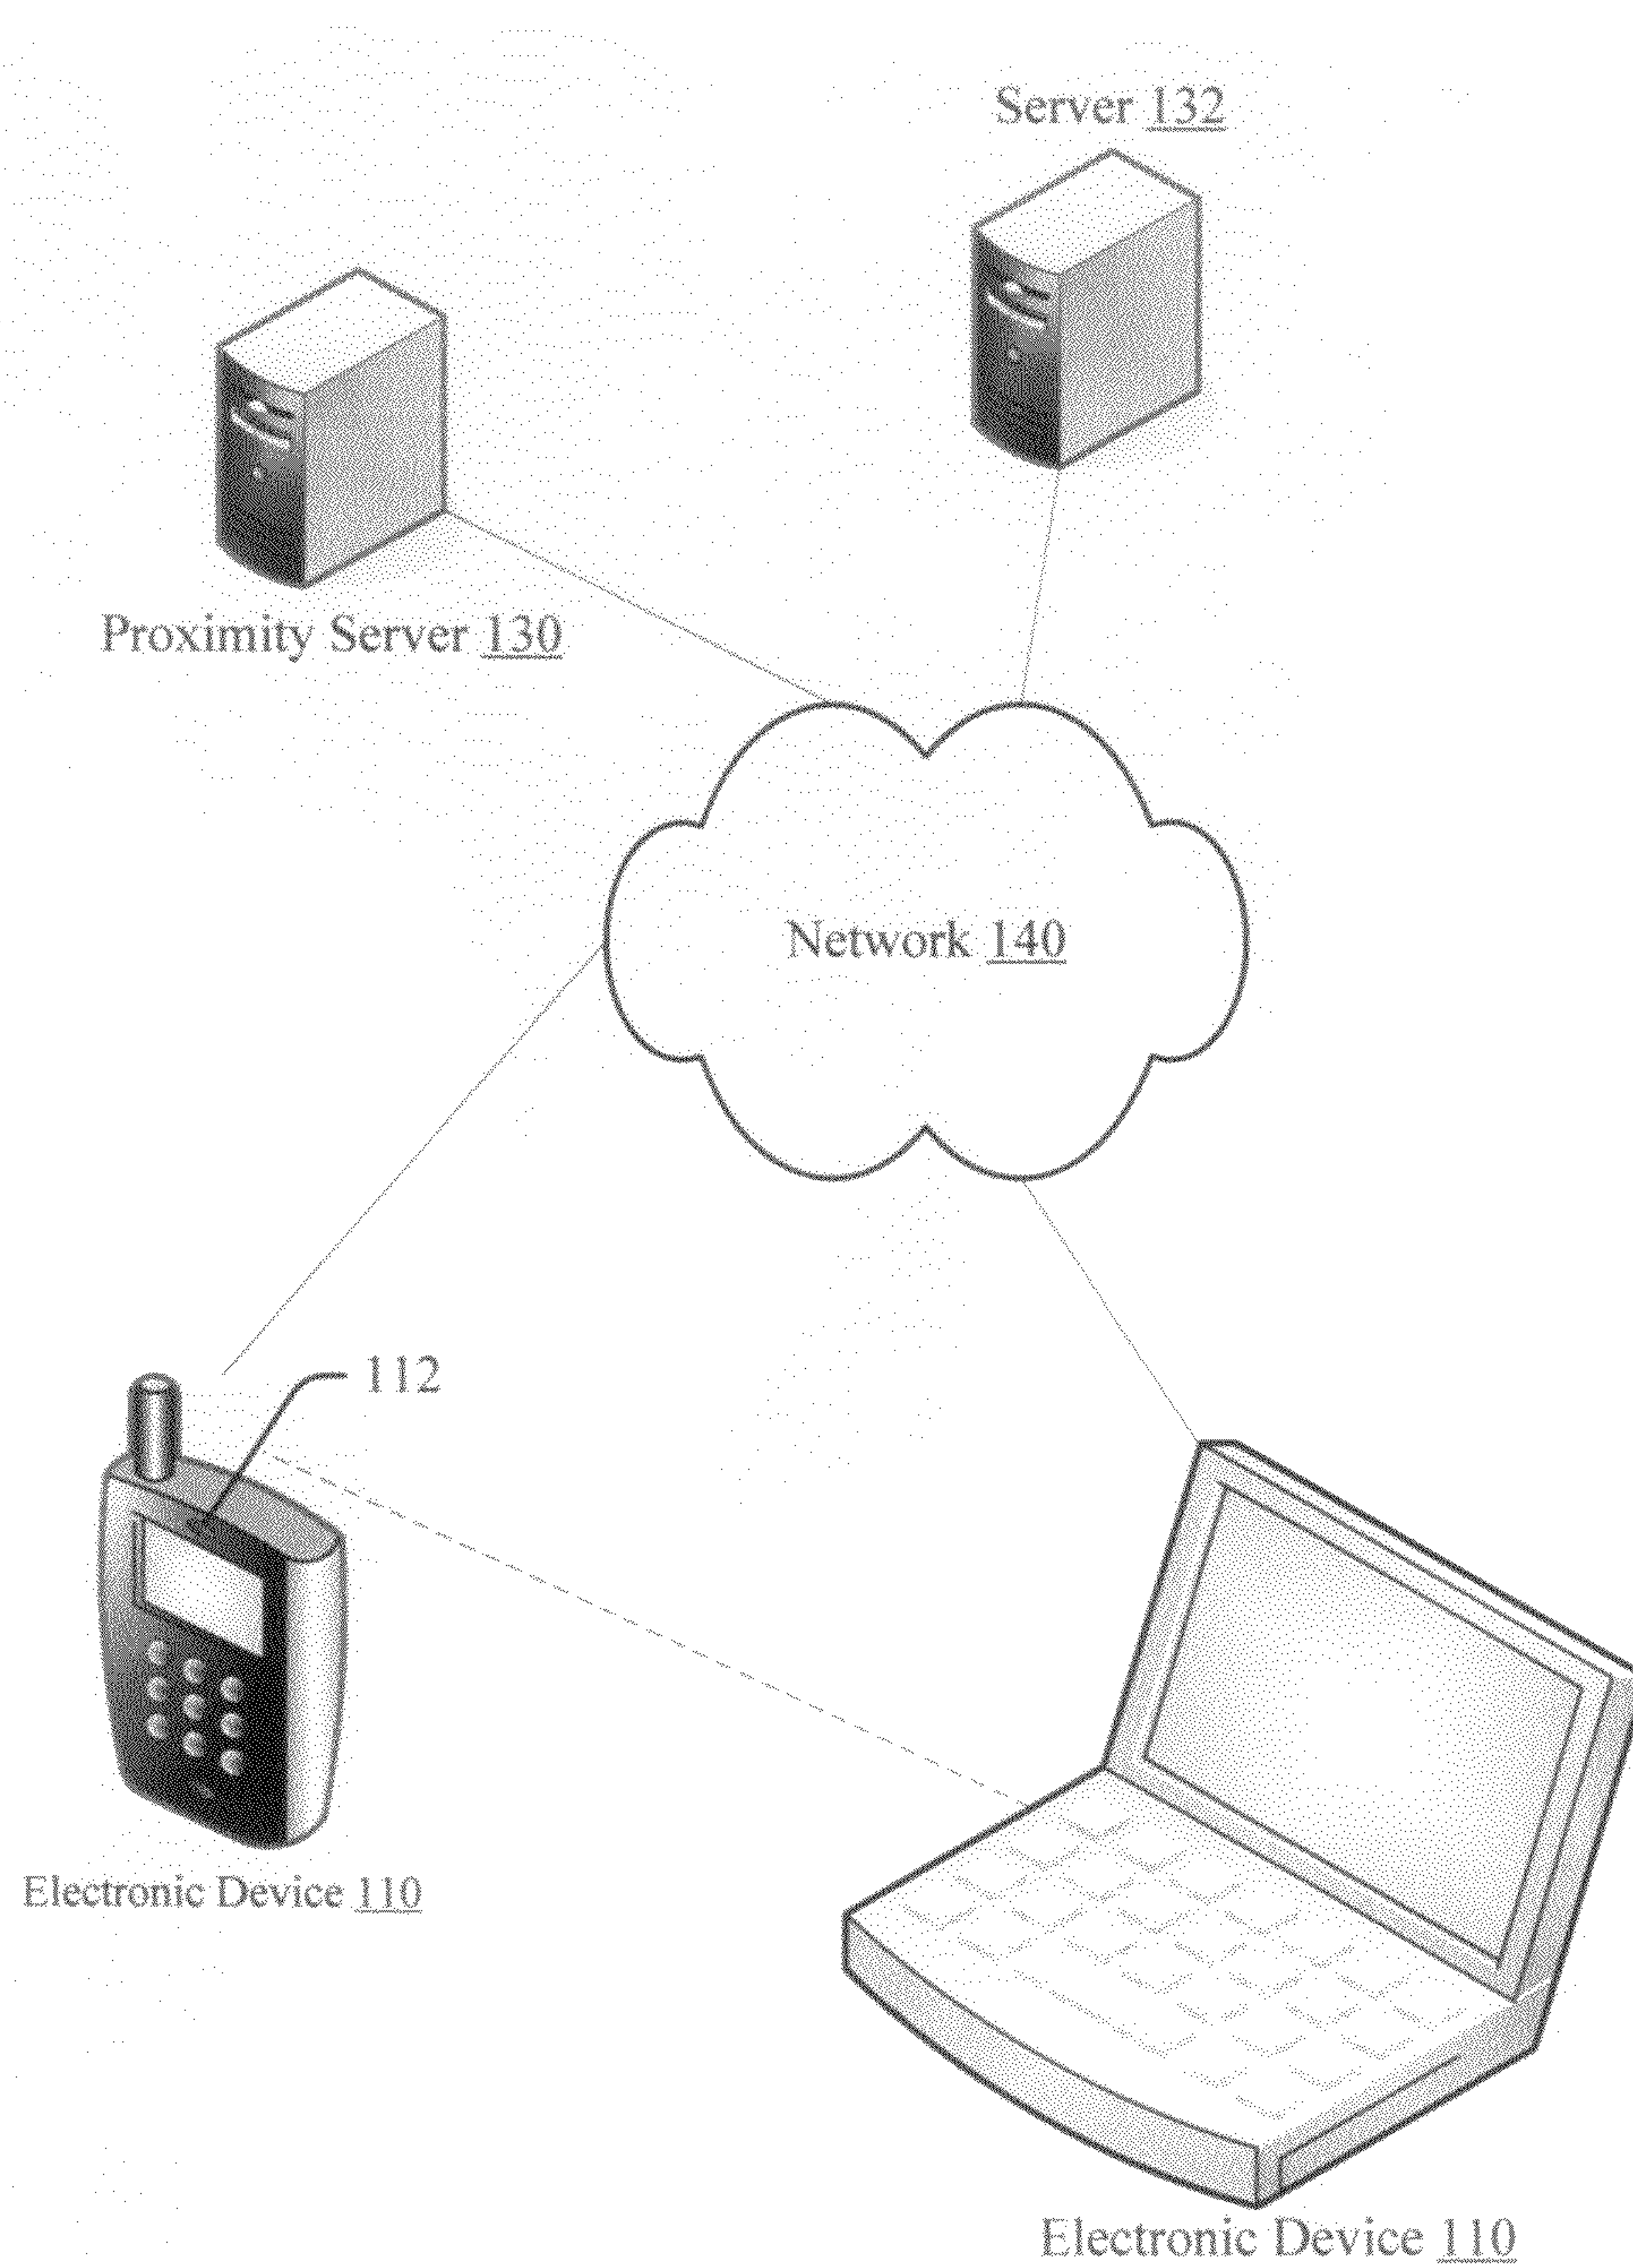 Server 132
Proximity Server 130
Network 140
112
Electronic Device 110
Electronic Device 110